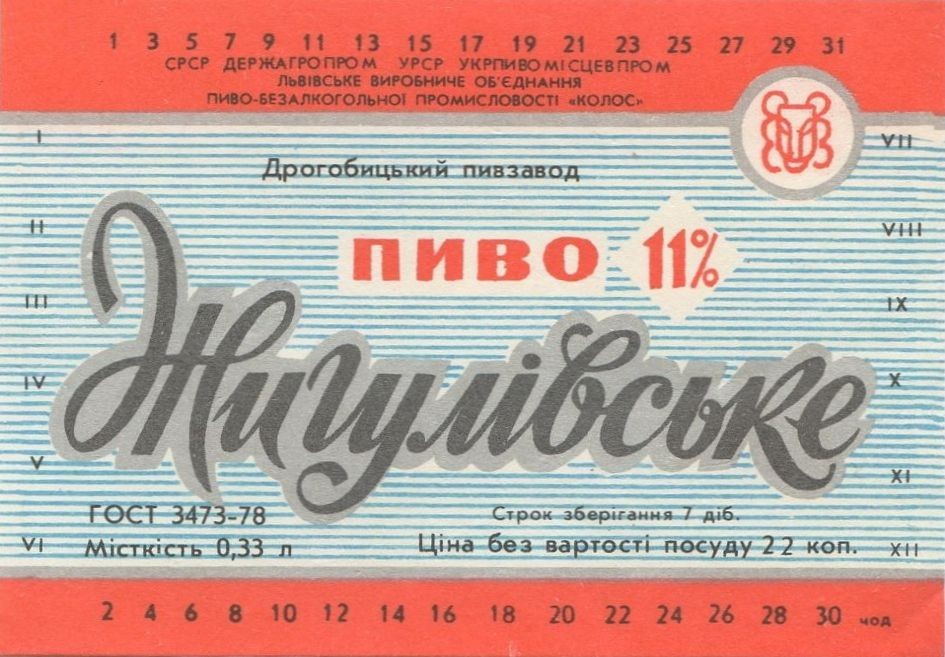 1 3 5 7 9 11 13 15 17 19 21 23 25 27 29 31
СРСР ДЕРЖАГРОПРОМ УРСР УКРПИВОМІСЦЕВПРОМ
ЛЬВІВСЬКЕ ВИРОБНИЧЕ ОБ'ЄДНАННЯ
ПИВО-БЕЗАЛКОГОЛЬНОЇ ПРОМИСЛОВОСТІ «КОЛОС»
I VII
Дрогобицький пивзавод
II VIII
ПИВО 11%
III IX
Жигулівське
IV X
V XI
ГОСТ 3473-78 Строк зберігання 7 діб.
VI Місткість 0,33 л Ціна без вартості посуду 22 коп. XII
2 4 6 8 10 12 14 16 18 20 22 24 26 28 30 чод